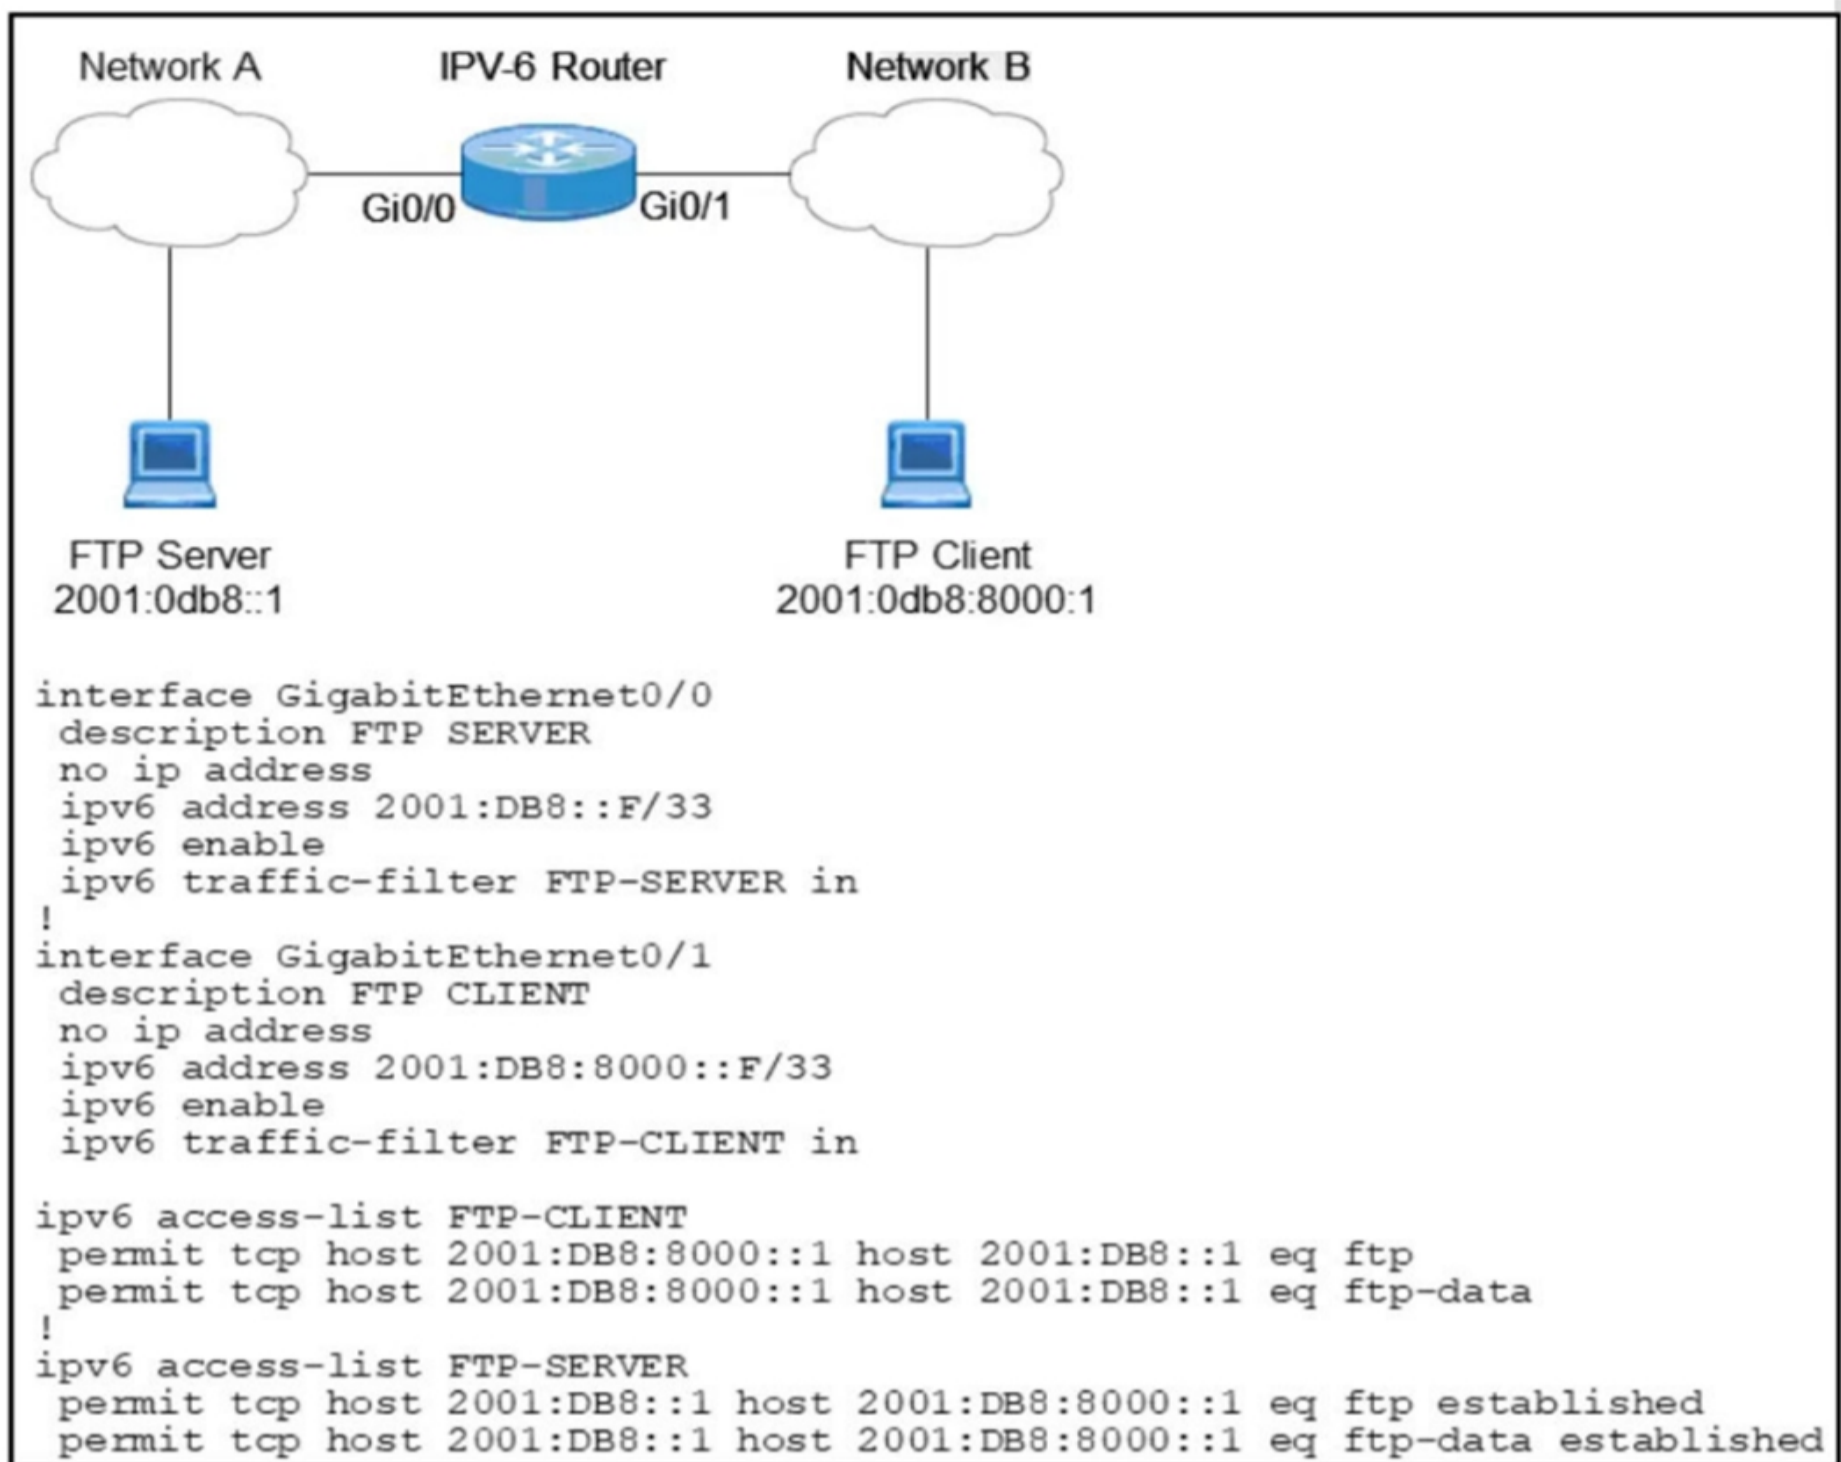 Network A
IPV-6 Router
Network B
Gi0/0
Gi0/1
FTP Server
2001:0db8::1
FTP Client
2001:0db8:8000:1
interface GigabitEthernet0/0
description FTP SERVER
no ip address
ipv6 address 2001:DB8::F/33
ipv6 enable
ipv6 traffic-filter FTP-SERVER in
!
interface GigabitEthernet0/1
description FTP CLIENT
no ip address
ipv6 address 2001:DB8:8000::F/33
ipv6 enable
ipv6 traffic-filter FTP-CLIENT in
ipv6 access-list FTP-CLIENT
permit tcp host 2001:DB8:8000::1 host 2001:DB8::1 eq ftp
permit tcp host 2001:DB8:8000::1 host 2001:DB8::1 eq ftp-data
!
ipv6 access-list FTP-SERVER
permit tcp host 2001:DB8::1 host 2001:DB8:8000::1 eq ftp established
permit tcp host 2001:DB8::1 host 2001:DB8:8000::1 eq ftp-data established